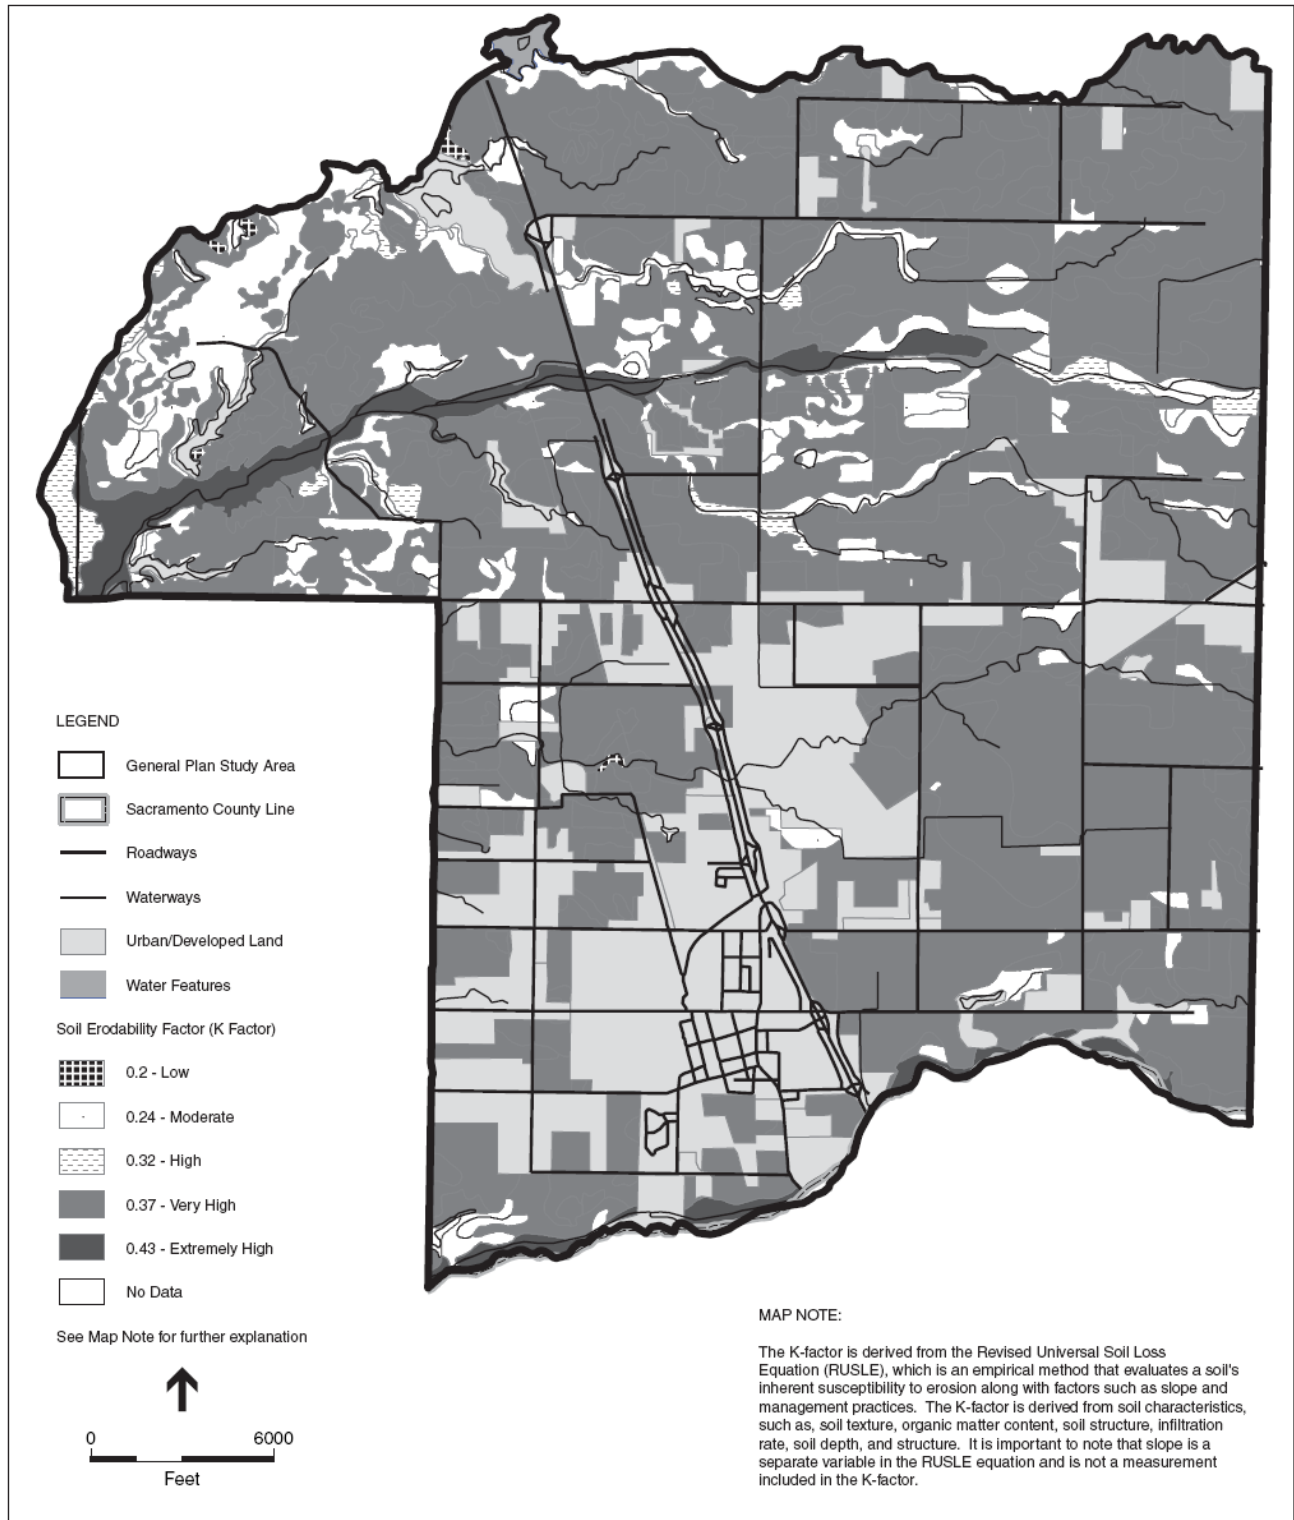 LEGEND
General Plan Study Area
Sacramento County Line
Roadways
Waterways
Urban/Developed Land
Water Features
Soil Erodability Factor (K Factor)
0.2 - Low
0.24 - Moderate
0.32 - High
0.37 - Very High
0.43 - Extremely High
No Data
See Map Note for further explanation
0 6000
Feet
MAP NOTE:
The K-factor is derived from the Revised Universal Soil Loss
Equation (RUSLE), which is an empirical method that evaluates a soil's
inherent susceptibility to erosion along with factors such as slope and
management practices. The K-factor is derived from soil characteristics,
such as, soil texture, organic matter content, soil structure, infiltration
rate, soil depth, and structure. It is important to note that slope is a
separate variable in the RUSLE equation and is not a measurement
included in the K-factor.